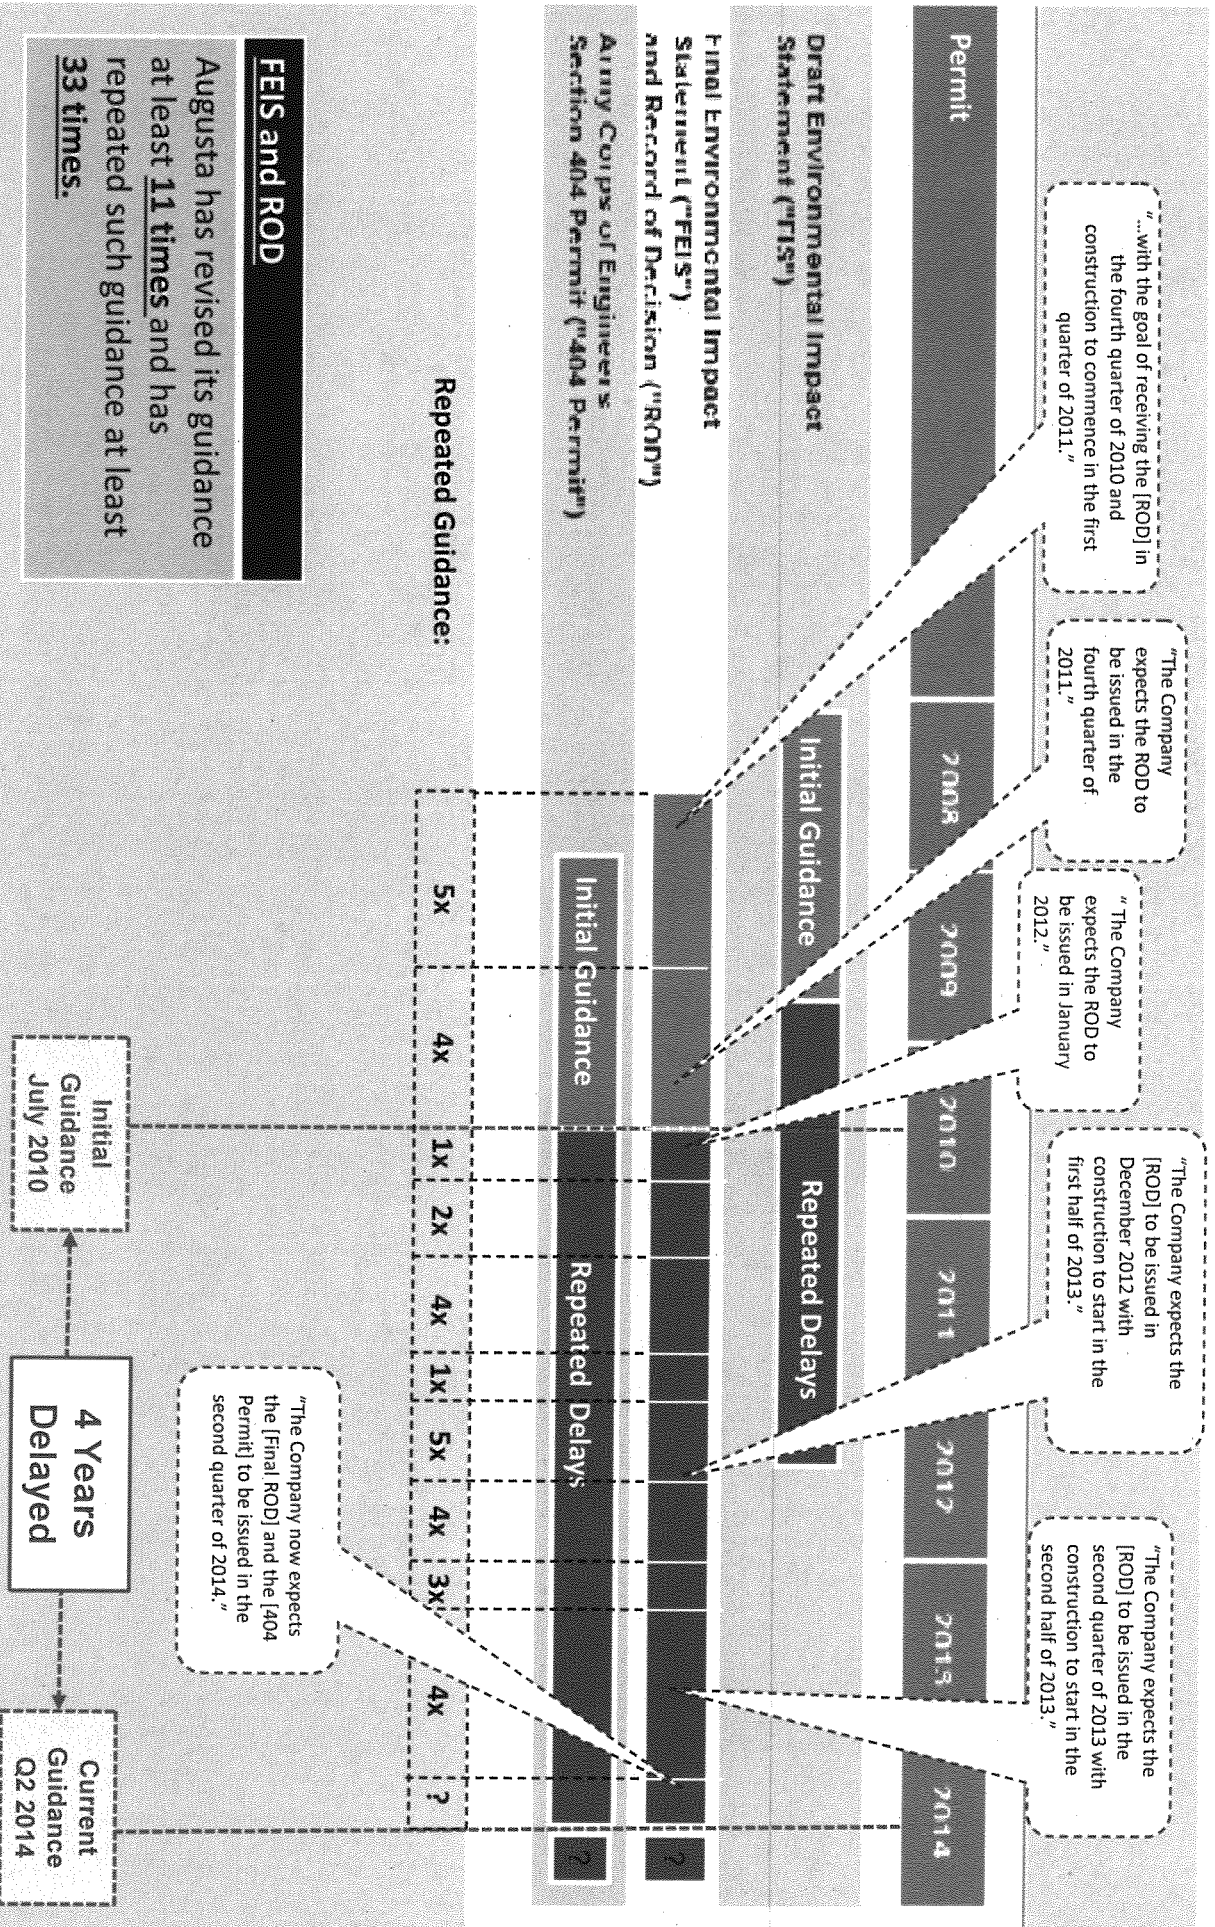 "...with the goal of receiving the [ROD] in
the fourth quarter of 2010 and
construction to commence in the first
quarter of 2011."
"The Company
expects the ROD to
be issued in the
fourth quarter of
2011."
" The Company
expects the ROD to
be issued in January
2012."
"The Company expects the
[ROD] to be issued in
December 2012 with
construction to start in the
first half of 2013."
"The Company expects the
[ROD] to be issued in the
second quarter of 2013 with
construction to start in the
second half of 2013."
Permit
2008
2009
2010
2011
2012
2013
2014
Draft Environmental Impact
Statement ("EIS")
Initial Guidance
Repeated Delays
Final Environmental Impact
Statement ("FEIS")
and Record of Decision ("ROD")
?
Army Corps of Engineers
Section 404 Permit ("404 Permit")
Initial Guidance
Repeated Delays
?
Repeated Guidance:
5x
4x
1x
2x
4x
1x
5x
4x
3x
4x
?
"The Company now expects
the [Final ROD] and the [404
Permit] to be issued in the
second quarter of 2014."
FEIS and ROD
Augusta has revised its guidance
at least 11 times and has
repeated such guidance at least
33 times.
Initial
Guidance
July 2010
4 Years
Delayed
Current
Guidance
Q2 2014